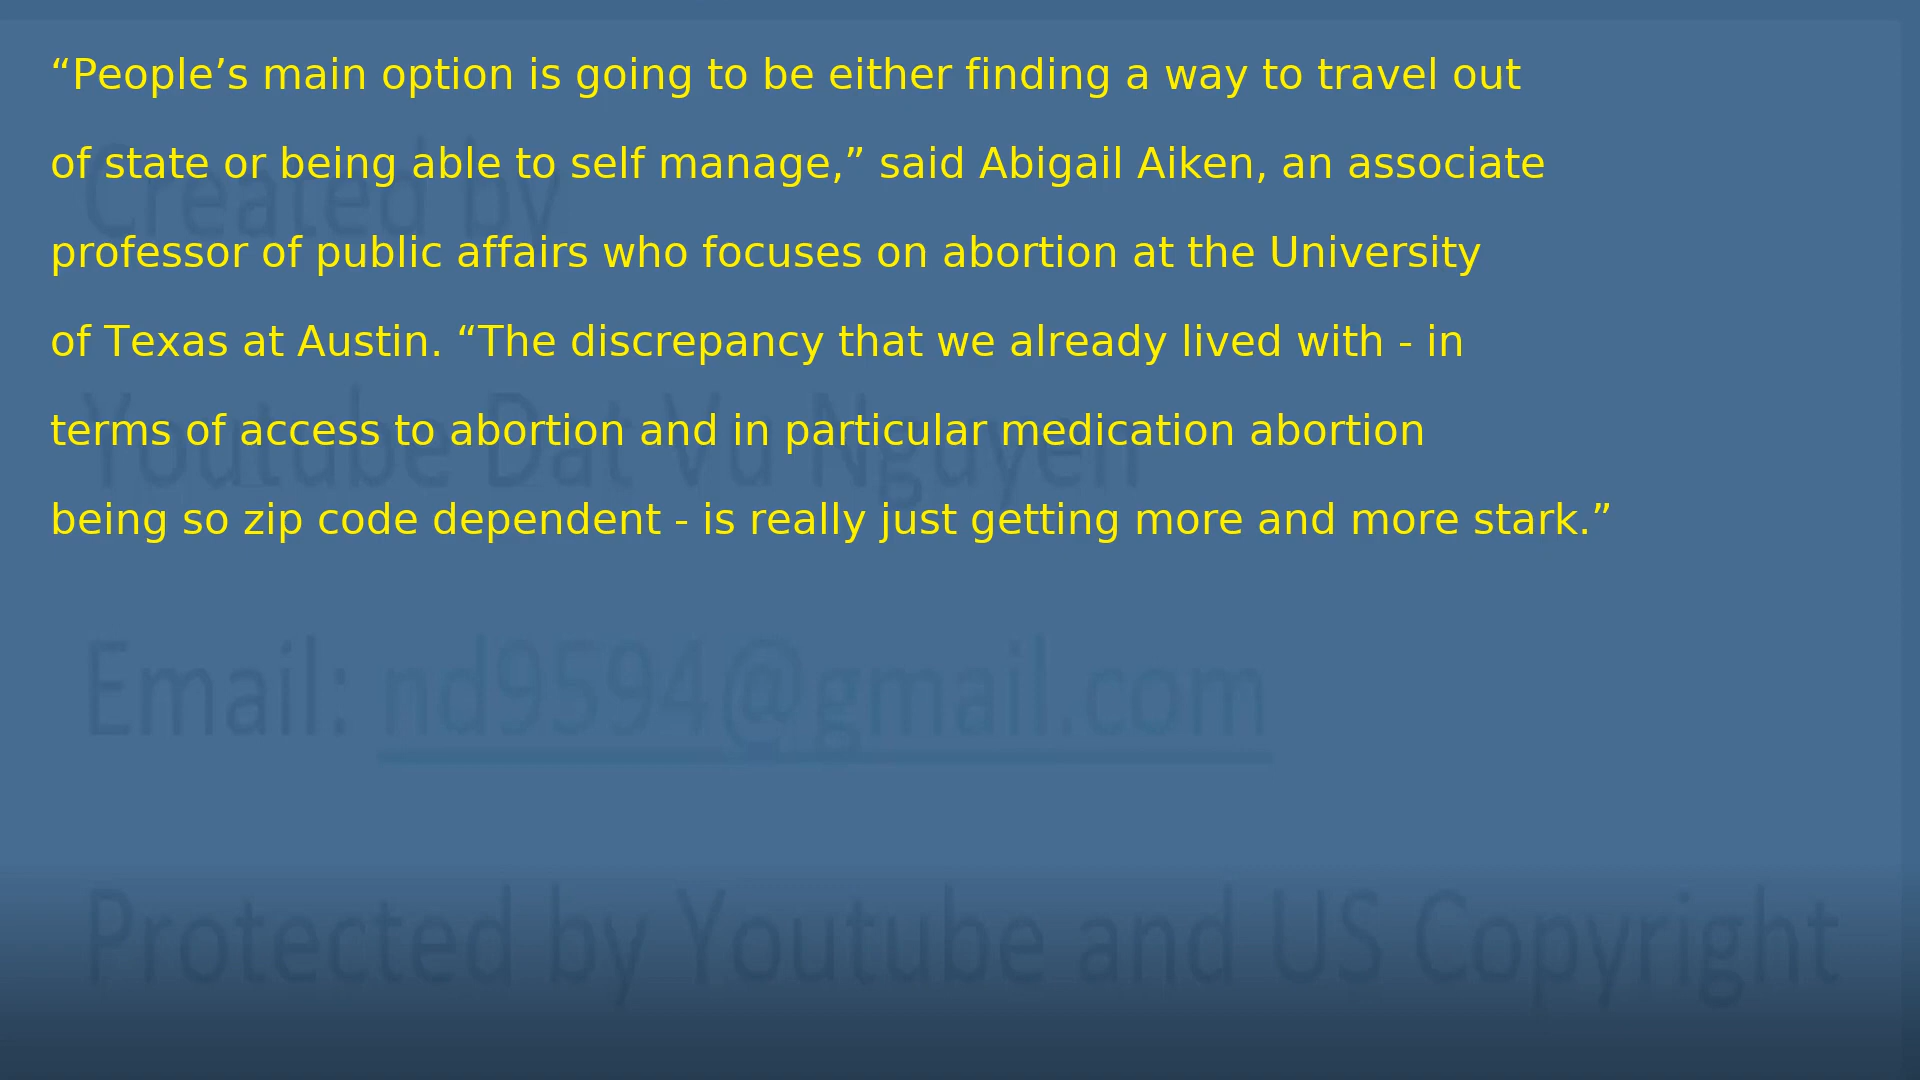 “People’s main option is going to be either finding a way to travel out
of state or being able to self manage,” said Abigail Aiken, an associate
Created by
professor of public affairs who focuses on abortion at the University
of Texas at Austin. “The discrepancy that we already lived with - in
terms of access to abortion and in particular medication abortion
Youtube Dat Vu Nguyen
being so zip code dependent - is really just getting more and more stark.”
Email: nd9594@gmail.com
Protected by Youtube and US Copyright